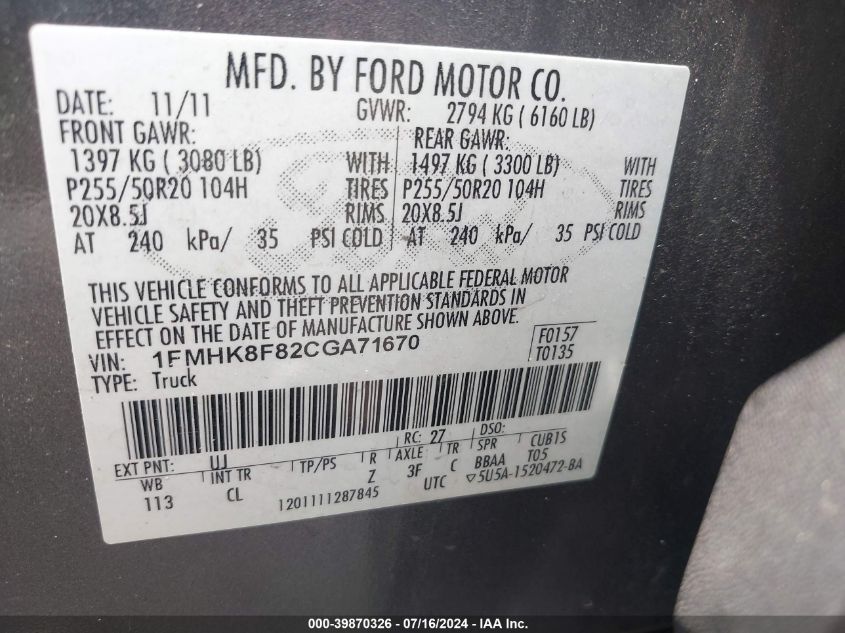 MFD. BY FORD MOTOR CO.
DATE: 11/11 GVWR: 2794 KG ( 6160 LB)
FRONT GAWR: REAR GAWR:
1397 KG ( 3080 LB) WITH 1497 KG ( 3300 LB) WITH
P255/50R20 104H TIRES P255/50R20 104H TIRES
20X8.5J RIMS 20X8.5J RIMS
AT 240 kPa/ 35 PSI COLD AT 240 kPa/ 35 PSI COLD
THIS VEHICLE CONFORMS TO ALL APPLICABLE FEDERAL MOTOR
VEHICLE SAFETY AND THEFT PREVENTION STANDARDS IN
EFFECT ON THE DATE OF MANUFACTURE SHOWN ABOVE.
VIN: 1FMHK8F82CGA71670 F0157
TYPE: Truck T0135
EXT PNT: UJ RC: 27 DSO:
WB INT TR TP/PS R AXLE TR SPR CUB1S
113 CL Z 3F C BBAA T05
1201111287845 UTC ▽5U5A-1520472-BA
Ford
000-39870326 / 07/16/2024 / - US Inc.